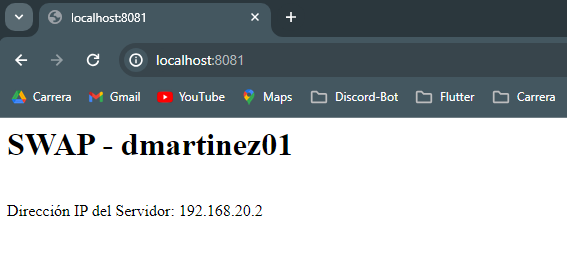 localhost:8081
localhost:8081
Carrera Gmail YouTube Maps Discord-Bot Flutter Carrera
SWAP - dmartinez01
Dirección IP del Servidor: 192.168.20.2